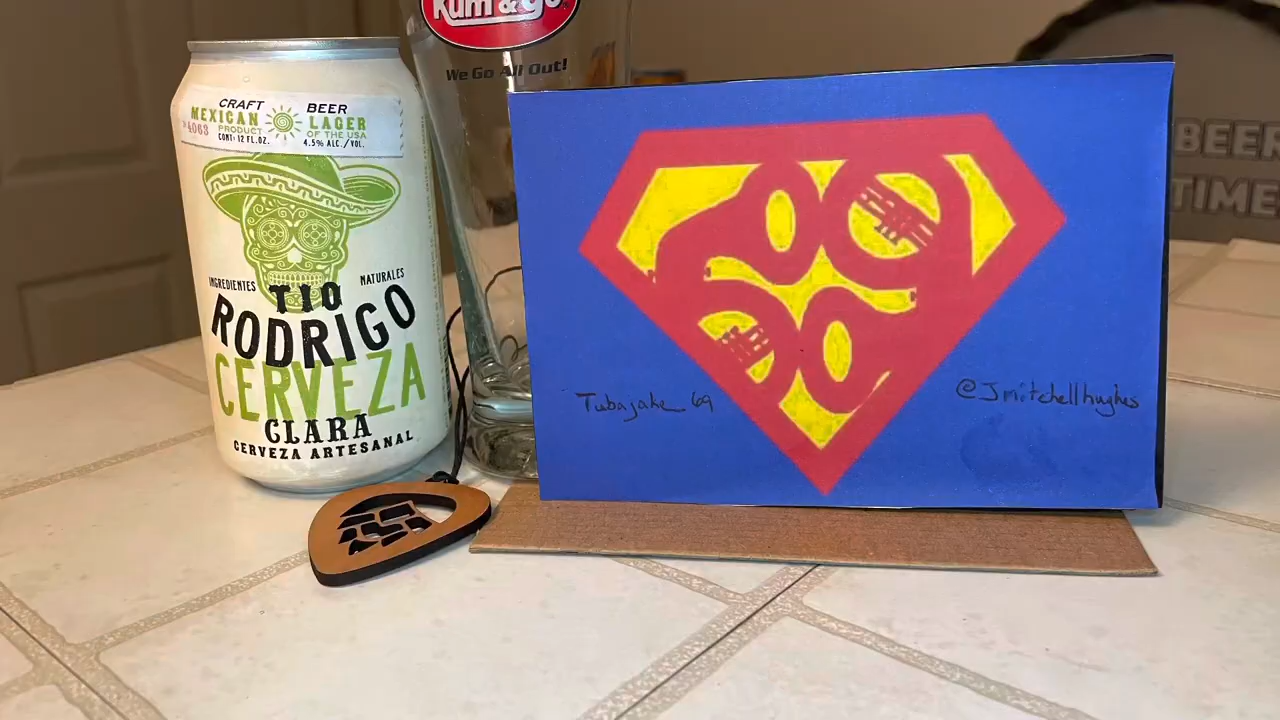 Kum & Go
We Go All Out!
CRAFT BEER
MEXICAN LAGER
PRODUCT OF THE USA
CONT: 12 FL.OZ. 4.5% ALC./VOL.
INGREDIENTES NATURALES
TIO
RODRIGO
CERVEZA
CLARA
CERVEZA ARTESANAL
Tubajake_69
@Jmitchellhughes
BEER
TIME